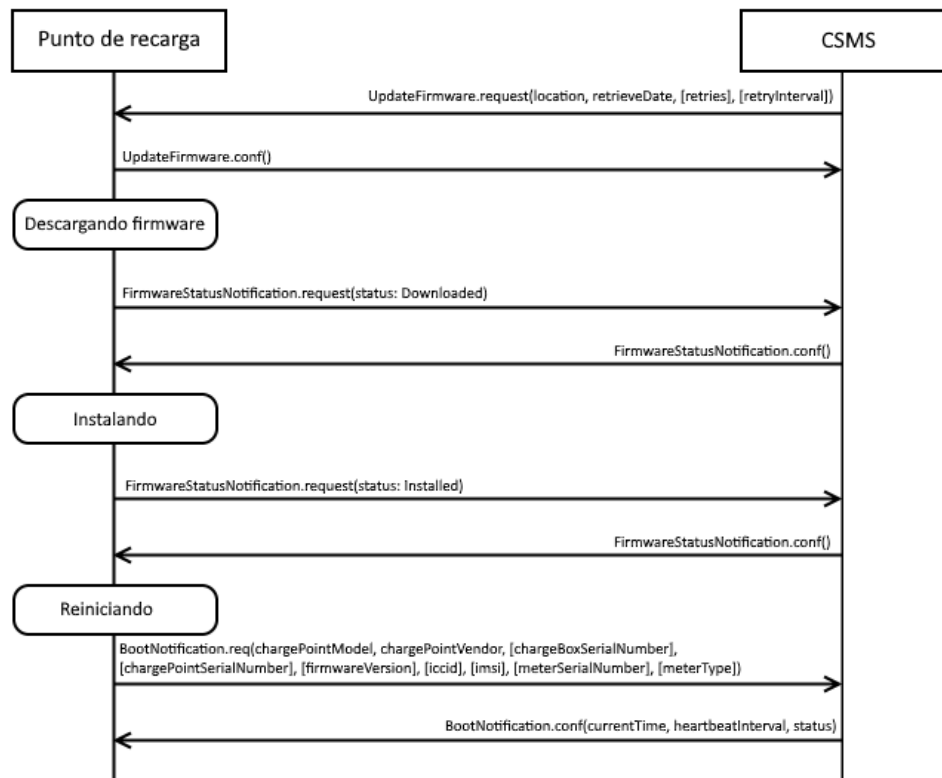 Punto de recarga
CSMS
UpdateFirmware.request(location, retrieveDate, [retries], [retryInterval])
UpdateFirmware.conf()
Descargando firmware
FirmwareStatusNotification.request(status: Downloaded)
FirmwareStatusNotification.conf()
Instalando
FirmwareStatusNotification.request(status: Installed)
FirmwareStatusNotification.conf()
Reiniciando
BootNotification.req(chargePointModel, chargePointVendor, [chargeBoxSerialNumber],
[chargePointSerialNumber], [firmwareVersion], [iccid], [imsi], [meterSerialNumber], [meterType])
BootNotification.conf(currentTime, heartbeatInterval, status)